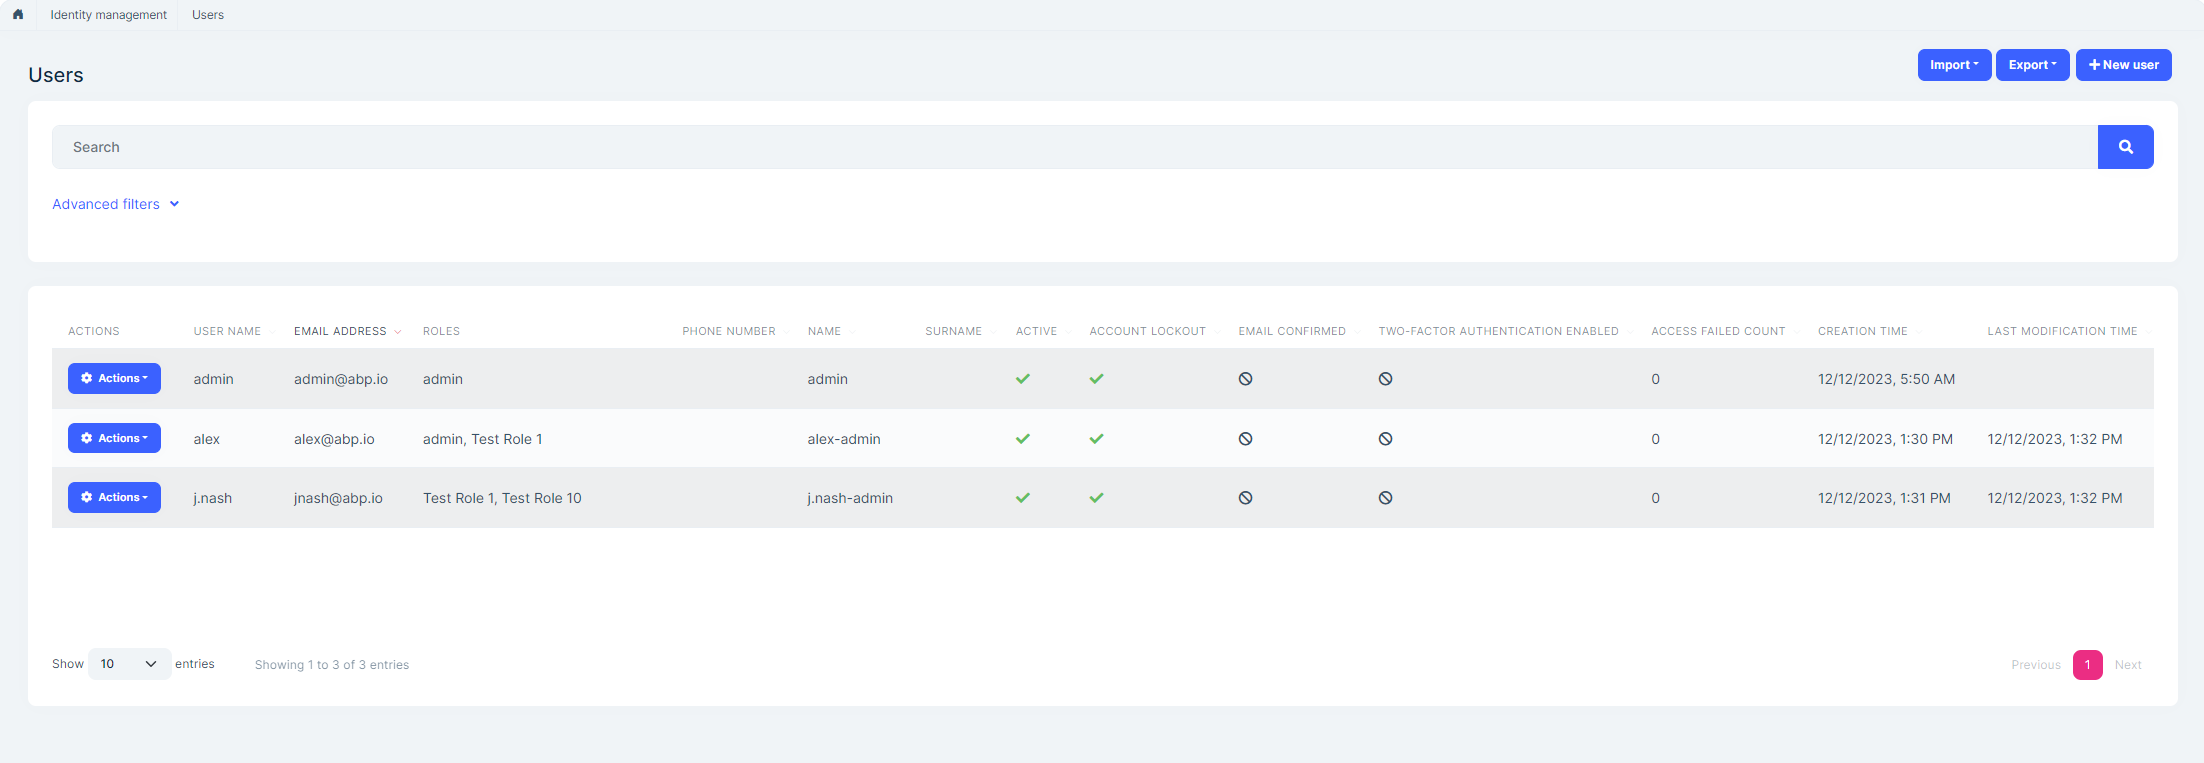 Identity management Users
Users
Import Export New user
Search
Advanced filters
ACTIONS USER NAME EMAIL ADDRESS ROLES PHONE NUMBER NAME SURNAME ACTIVE ACCOUNT LOCKOUT EMAIL CONFIRMED TWO-FACTOR AUTHENTICATION ENABLED ACCESS FAILED COUNT CREATION TIME LAST MODIFICATION TIME
Actions admin admin@abp.io admin admin 0 12/12/2023, 5:50 AM
Actions alex alex@abp.io admin, Test Role 1 alex-admin 0 12/12/2023, 1:30 PM 12/12/2023, 1:32 PM
Actions j.nash jnash@abp.io Test Role 1, Test Role 10 j.nash-admin 0 12/12/2023, 1:31 PM 12/12/2023, 1:32 PM
Show 10 entries Showing 1 to 3 of 3 entries Previous 1 Next